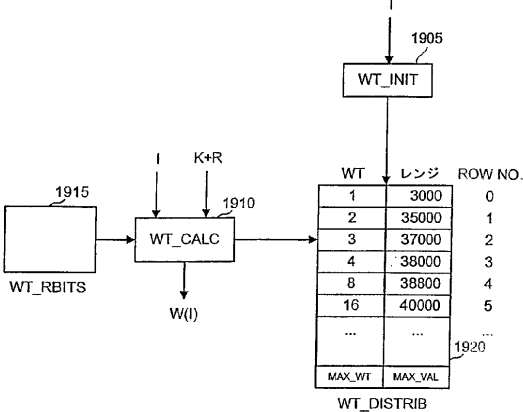 I
1905
WT_INIT
I
K+R
1915
1910
WT_CALC
WT_RBITS
W(I)
WT レンジ ROW NO.
1 3000 0
2 35000 1
3 37000 2
4 38000 3
8 38800 4
16 40000 5
... ... ...
1920
MAX_WT MAX_VAL
WT_DISTRIB